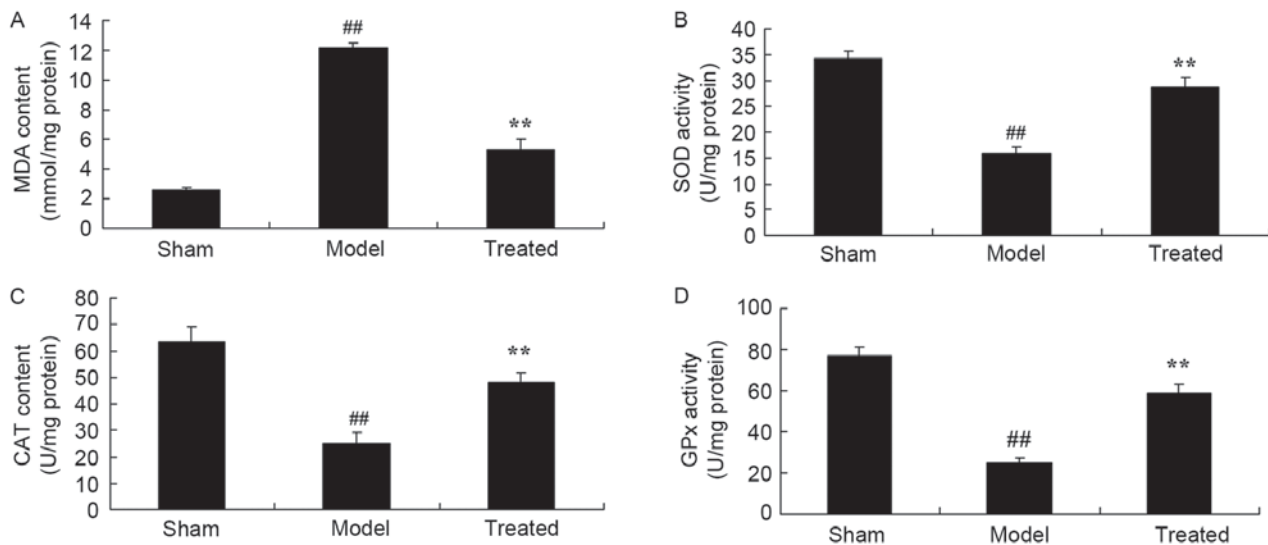 A
MDA content
(mmol/mg protein)
14
12
10
8
6
4
2
0
##
**
Sham
Model
Treated
B
SOD activity
(U/mg protein)
40
35
30
25
20
15
10
5
0
##
**
Sham
Model
Treated
C
CAT content
(U/mg protein)
80
70
60
50
40
30
20
10
0
##
**
Sham
Model
Treated
D
GPx activity
(U/mg protein)
100
80
60
40
20
0
##
**
Sham
Model
Treated